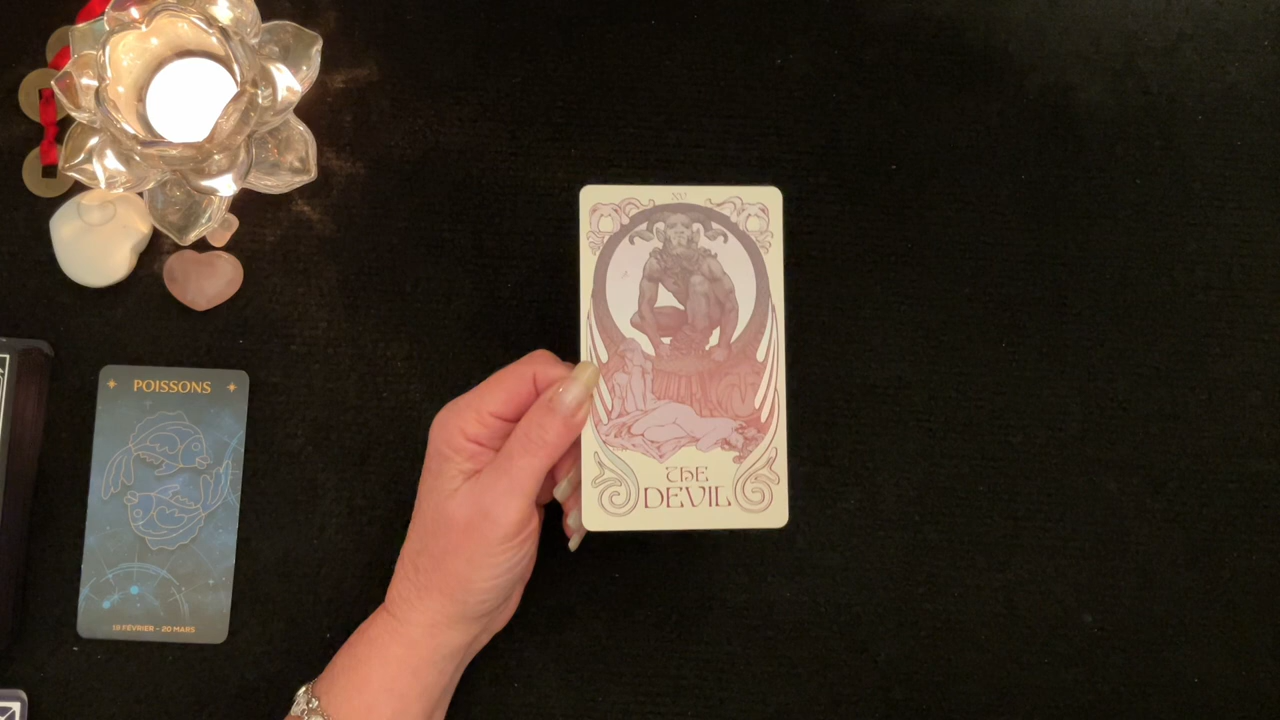 XV
THE
DEVIL
POISSONS
19 FÉVRIER - 20 MARS